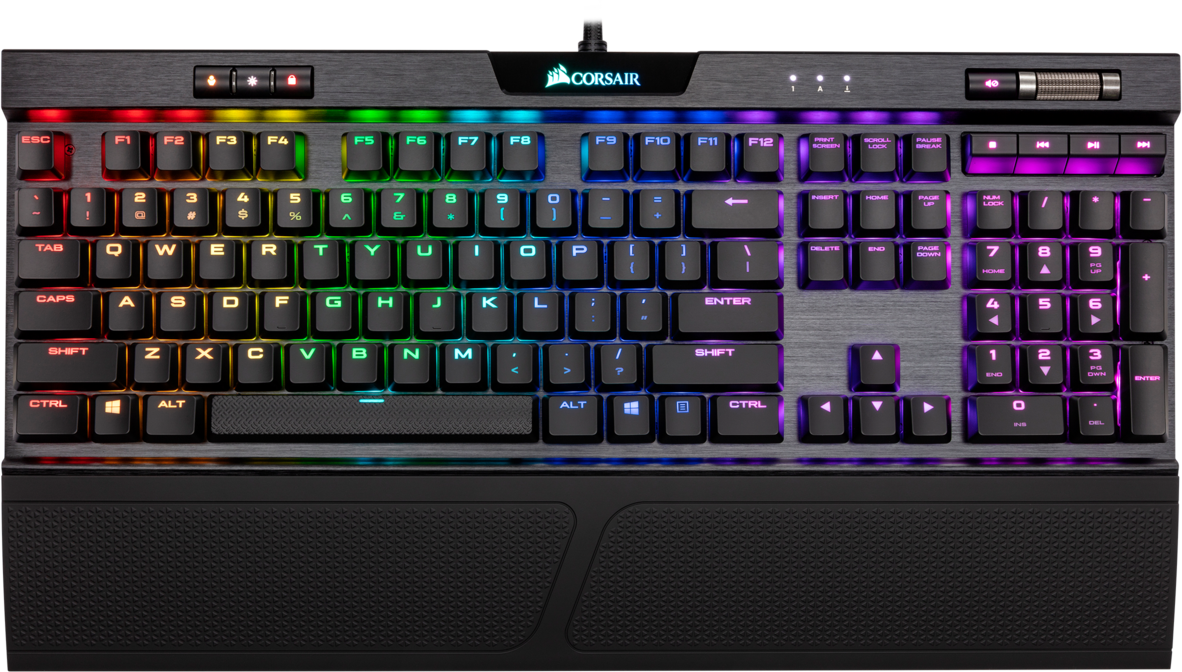 CORSAIR
1 A
ESC F1 F2 F3 F4 F5 F6 F7 F8 F9 F10 F11 F12 PRINT SCREEN SCROLL LOCK PAUSE BREAK
` ~ 1 ! 2 @ 3 # 4 $ 5 % 6 ^ 7 & 8 * 9 ( 0 ) - _ = + INSERT HOME PAGE UP NUM LOCK / * -
TAB Q W E R T Y U I O P [ { ] } \ | DELETE END PAGE DOWN 7 HOME 8 9 PG UP +
CAPS A S D F G H J K L ; : ' " ENTER 4 5 6
SHIFT Z X C V B N M , < . > / ? SHIFT 1 END 2 3 PG DWN ENTER
CTRL ALT ALT CTRL 0 INS . DEL